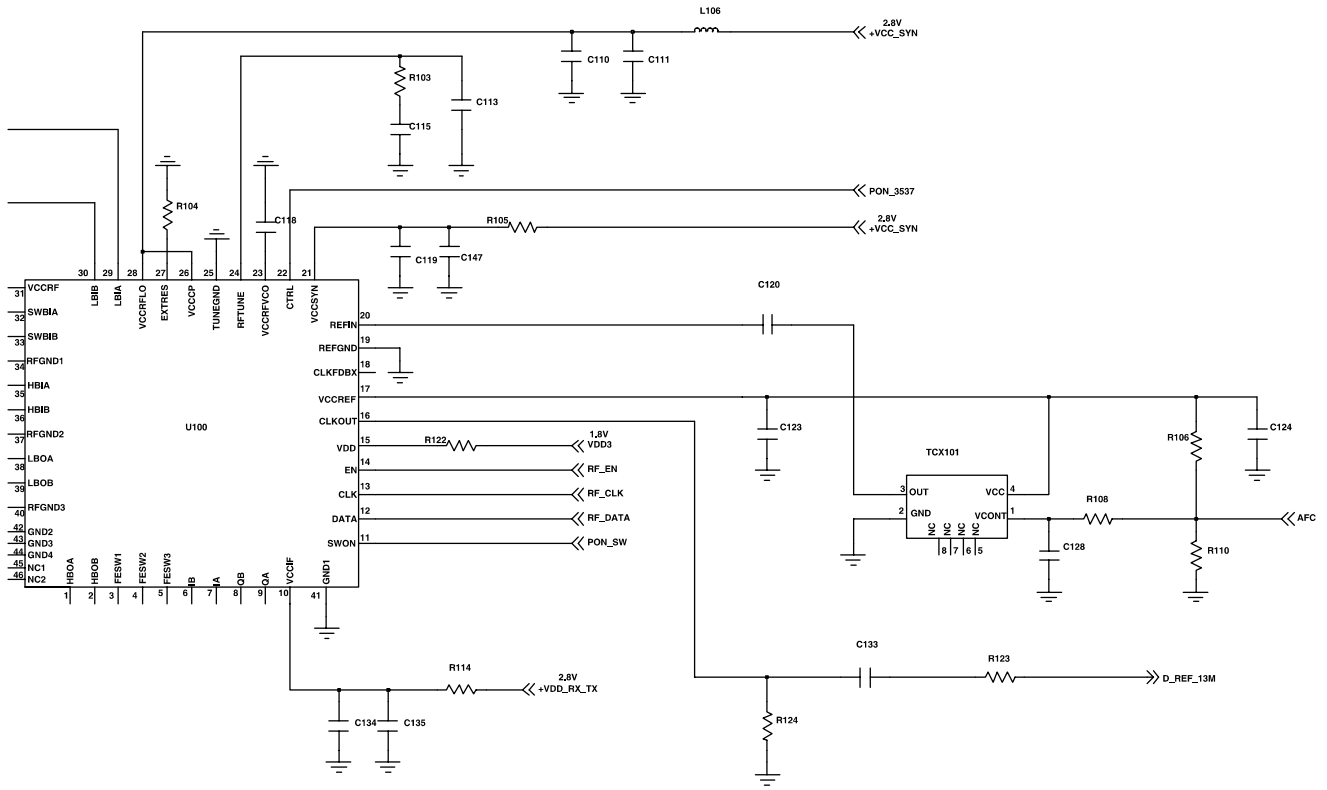 L106
2.8V
+VCC_SYN
C110
C111
R103
C113
C115
R104
C118
PON_3537
2.8V
+VCC_SYN
R105
C119
C147
30
29
28
27
26
25
24
23
22
21
LBIB
LBIA
VCCRFLO
EXTRES
VCCCP
TUNEGND
RFTUNE
VCCRFVCO
CTRL
VCCSYN
31
VCCRF
32
SWBIA
33
SWBIB
34
RFGND1
35
HBIA
36
HBIB
37
RFGND2
38
LBOA
39
LBOB
40
RFGND3
42
GND2
43
GND3
44
GND4
45
NC1
46
NC2
U100
REFIN
20
REFGND
19
CLKFDBX
18
VCCREF
17
CLKOUT
16
VDD
15
EN
14
CLK
13
DATA
12
SWON
11
HBOA
HBOB
FESW1
FESW2
FESW3
IB
IA
QB
QA
VCCIF
GND1
1
2
3
4
5
6
7
8
9
10
41
C120
C123
R122
1.8V
VDD3
RF_EN
RF_CLK
RF_DATA
PON_SW
TCX101
3
OUT
VCC
4
2
GND
VCONT
1
NC
NC
NC
NC
8
7
6
5
R106
C124
R108
AFC
C128
R110
C133
R123
D_REF_13M
R124
R114
2.8V
+VDD_RX_TX
C134
C135